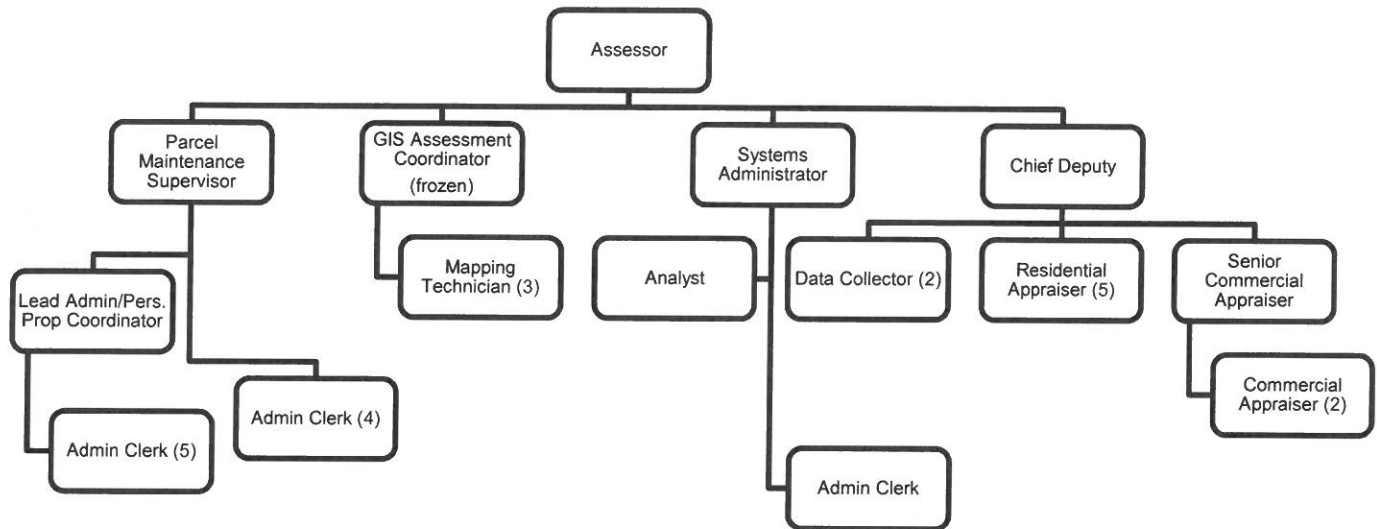 Assessor
Parcel
Maintenance
Supervisor
GIS Assessment
Coordinator
(frozen)
Systems
Administrator
Chief Deputy
Mapping
Technician (3)
Analyst
Data Collector (2)
Residential
Appraiser (5)
Senior
Commercial
Appraiser
Lead Admin/Pers.
Prop Coordinator
Admin Clerk (4)
Commercial
Appraiser (2)
Admin Clerk (5)
Admin Clerk